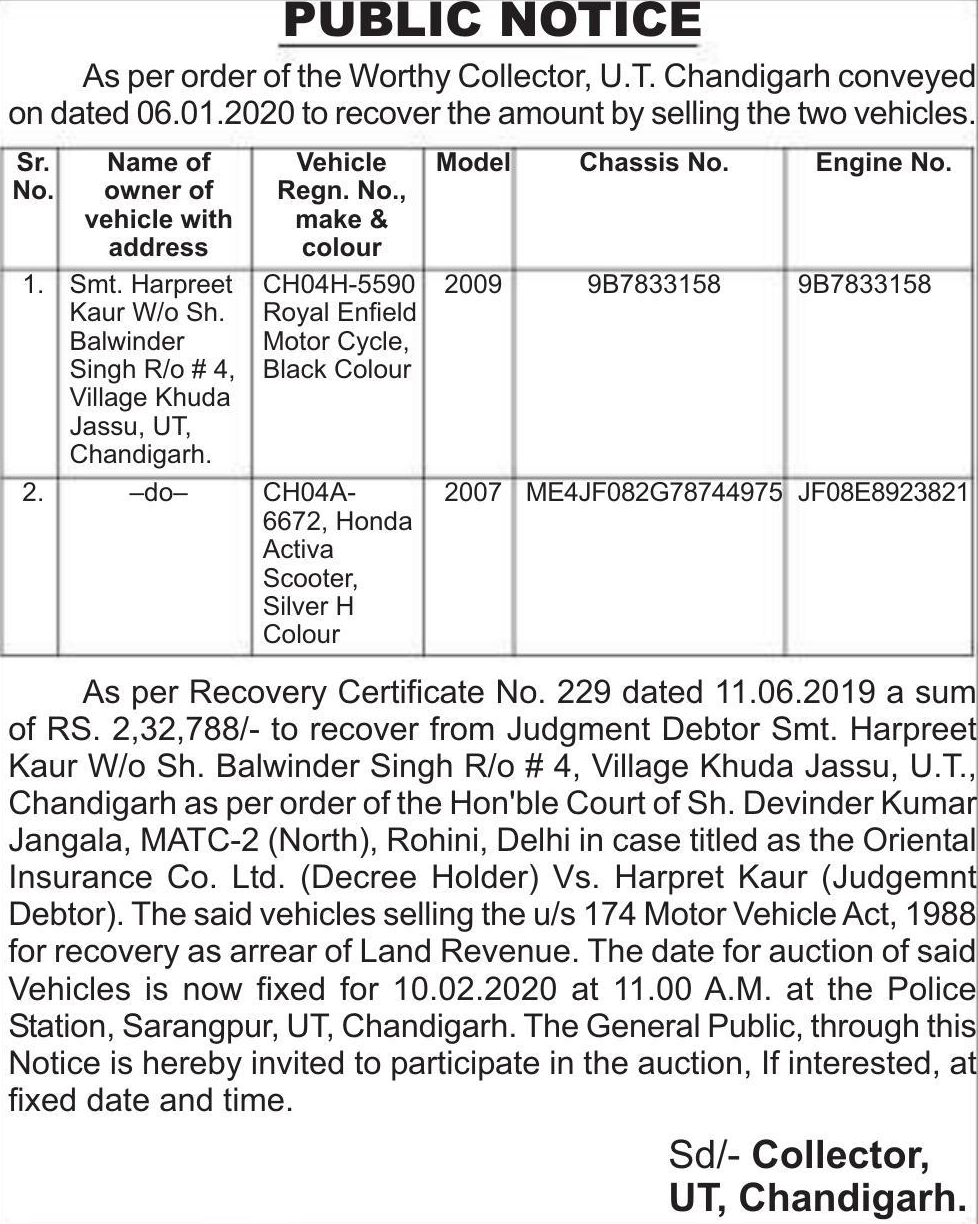 PUBLIC NOTICE
As per order of the Worthy Collector, U.T. Chandigarh conveyed
on dated 06.01.2020 to recover the amount by selling the two vehicles.
Sr. No. Name of owner of vehicle with address Vehicle Regn. No., make & colour Model Chassis No. Engine No.
1. Smt. Harpreet Kaur W/o Sh. Balwinder Singh R/o # 4, Village Khuda Jassu, UT, Chandigarh. CH04H-5590 Royal Enfield Motor Cycle, Black Colour 2009 9B7833158 9B7833158
2. –do– CH04A-6672, Honda Activa Scooter, Silver H Colour 2007 ME4JF082G78744975 JF08E8923821
As per Recovery Certificate No. 229 dated 11.06.2019 a sum
of RS. 2,32,788/- to recover from Judgment Debtor Smt. Harpreet
Kaur W/o Sh. Balwinder Singh R/o # 4, Village Khuda Jassu, U.T.,
Chandigarh as per order of the Hon'ble Court of Sh. Devinder Kumar
Jangala, MATC-2 (North), Rohini, Delhi in case titled as the Oriental
Insurance Co. Ltd. (Decree Holder) Vs. Harpret Kaur (Judgemnt
Debtor). The said vehicles selling the u/s 174 Motor Vehicle Act, 1988
for recovery as arrear of Land Revenue. The date for auction of said
Vehicles is now fixed for 10.02.2020 at 11.00 A.M. at the Police
Station, Sarangpur, UT, Chandigarh. The General Public, through this
Notice is hereby invited to participate in the auction, If interested, at
fixed date and time.
Sd/- Collector,
UT, Chandigarh.